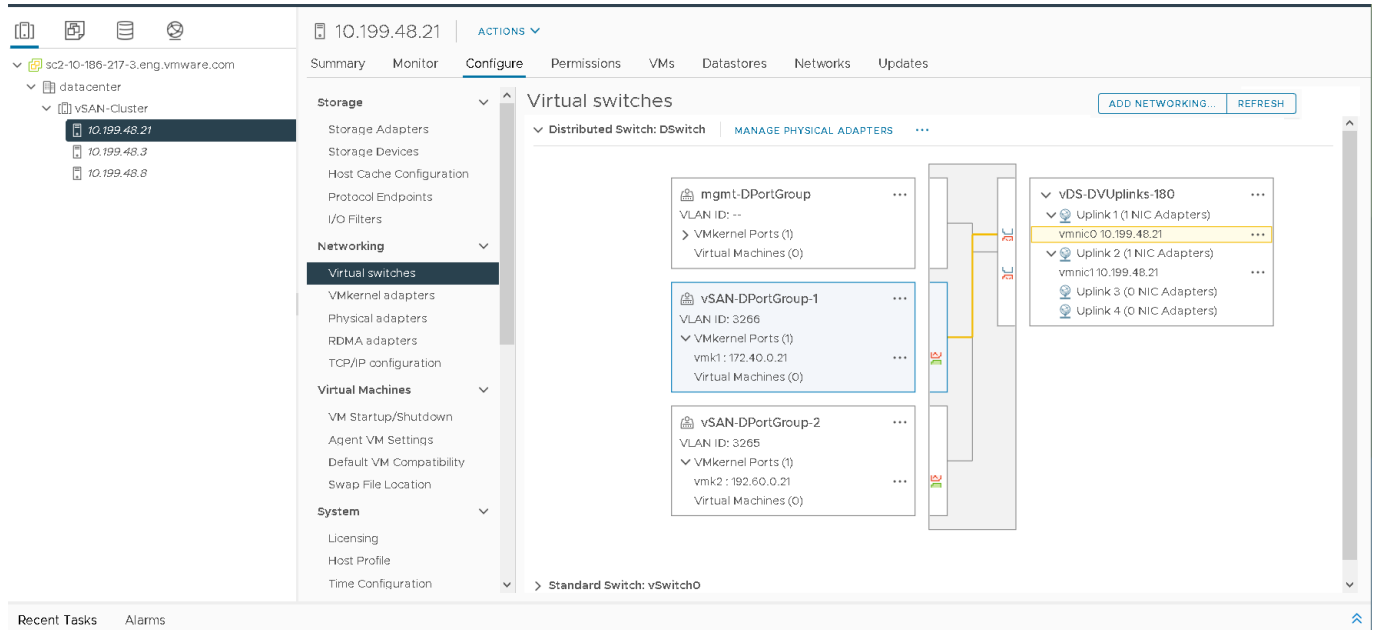 10.199.48.21 ACTIONS
Summary Monitor Configure Permissions VMs Datastores Networks Updates
sc2-10-186-217-3.eng.vmware.com
datacenter
vSAN-Cluster
10.199.48.21
10.199.48.3
10.199.48.8
Storage
Storage Adapters
Storage Devices
Host Cache Configuration
Protocol Endpoints
I/O Filters
Networking
Virtual switches
VMkernel adapters
Physical adapters
RDMA adapters
TCP/IP configuration
Virtual Machines
VM Startup/Shutdown
Agent VM Settings
Default VM Compatibility
Swap File Location
System
Licensing
Host Profile
Time Configuration
Virtual switches
ADD NETWORKING... REFRESH
Distributed Switch: DSwitch MANAGE PHYSICAL ADAPTERS ...
mgmt-DPortGroup ...
VLAN ID: --
VMkernel Ports (1)
Virtual Machines (0)
vSAN-DPortGroup-1 ...
VLAN ID: 3266
VMkernel Ports (1)
vmk1 : 172.40.0.21 ...
Virtual Machines (0)
vSAN-DPortGroup-2 ...
VLAN ID: 3265
VMkernel Ports (1)
vmk2 : 192.60.0.21 ...
Virtual Machines (0)
vDS-DVUplinks-180 ...
Uplink 1 (1 NIC Adapters)
vmnic0 10.199.48.21 ...
Uplink 2 (1 NIC Adapters)
vmnic1 10.199.48.21 ...
Uplink 3 (0 NIC Adapters)
Uplink 4 (0 NIC Adapters)
Standard Switch: vSwitch0
Recent Tasks Alarms